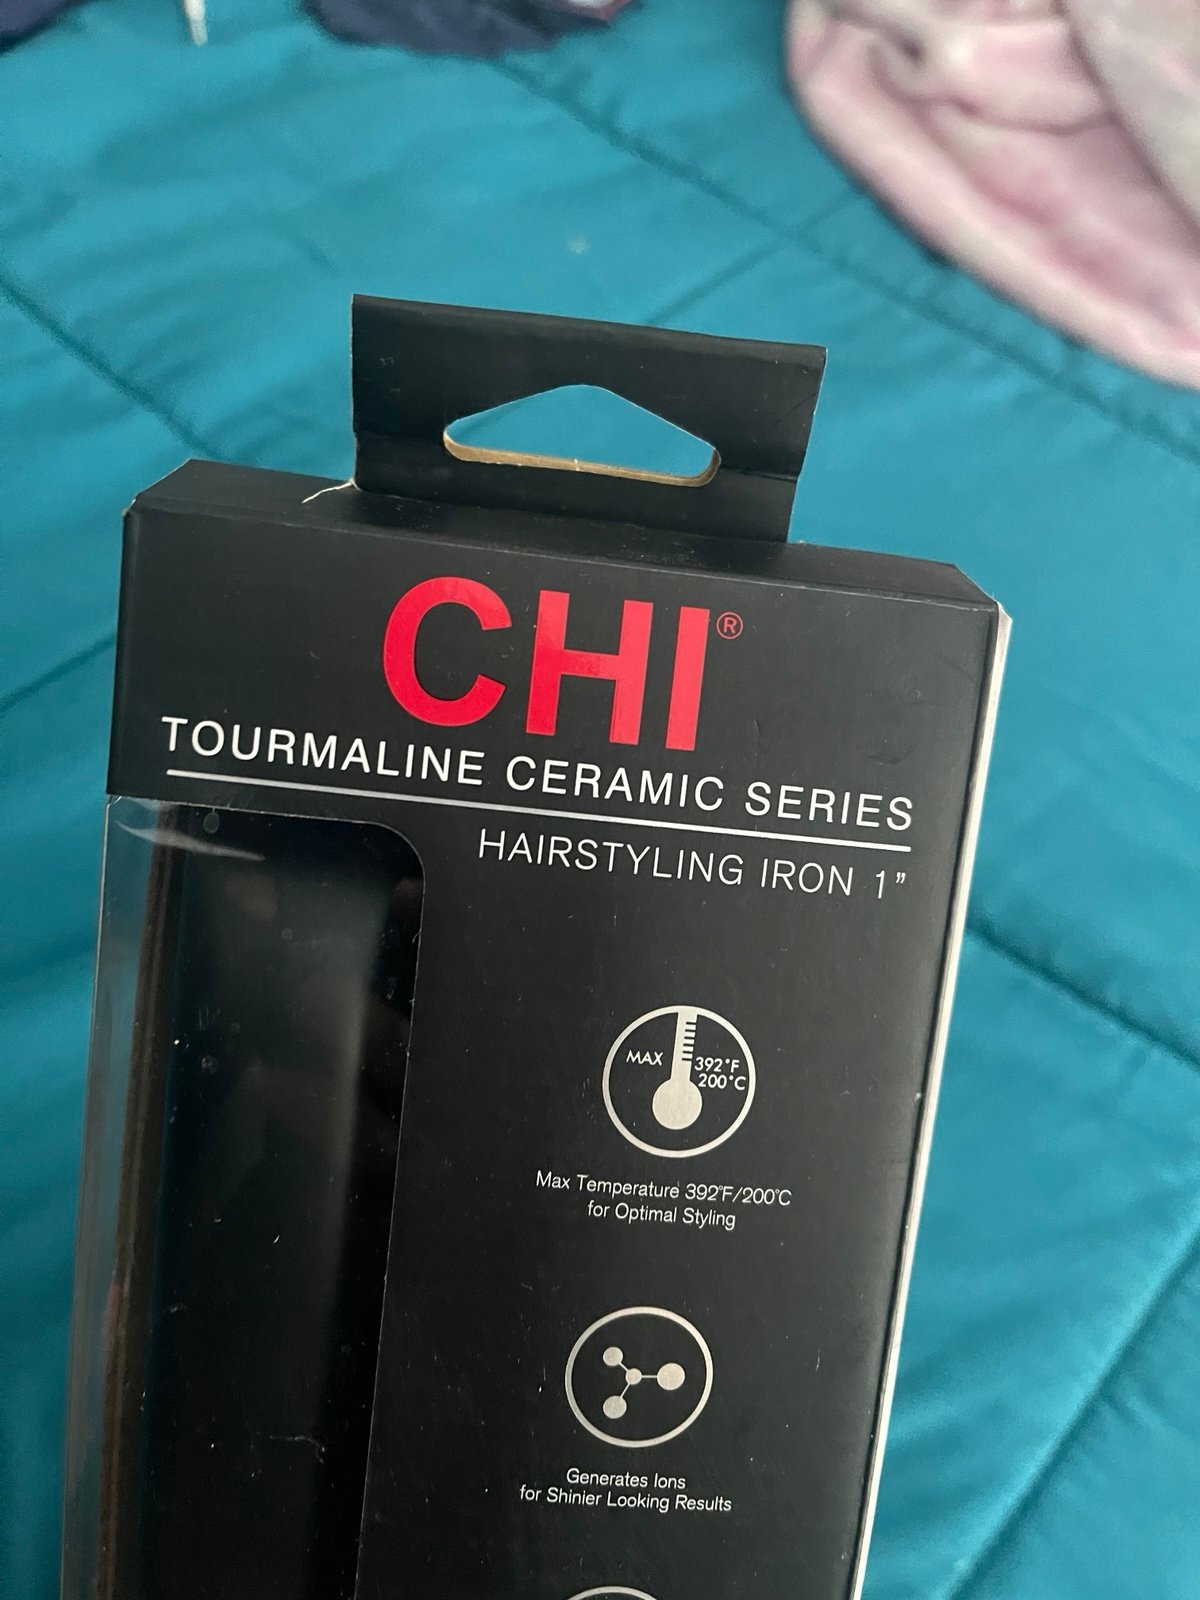 CHI®
TOURMALINE CERAMIC SERIES
HAIRSTYLING IRON 1”
MAX 392°F
200°C
Max Temperature 392°F/200°C
for Optimal Styling
Generates Ions
for Shinier Looking Results